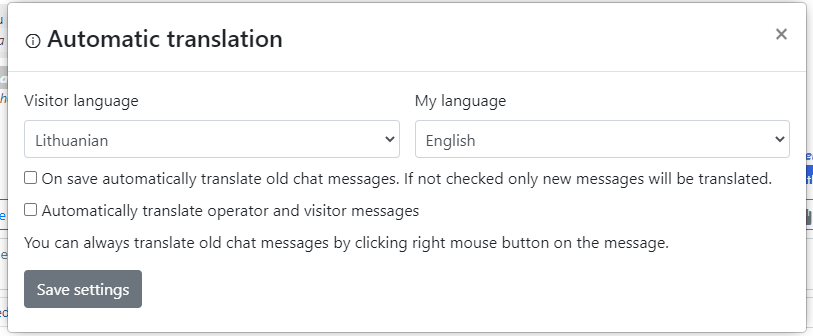 Automatic translation
×
Visitor language
My language
Lithuanian
English
On save automatically translate old chat messages. If not checked only new messages will be translated.
Automatically translate operator and visitor messages
You can always translate old chat messages by clicking right mouse button on the message.
Save settings